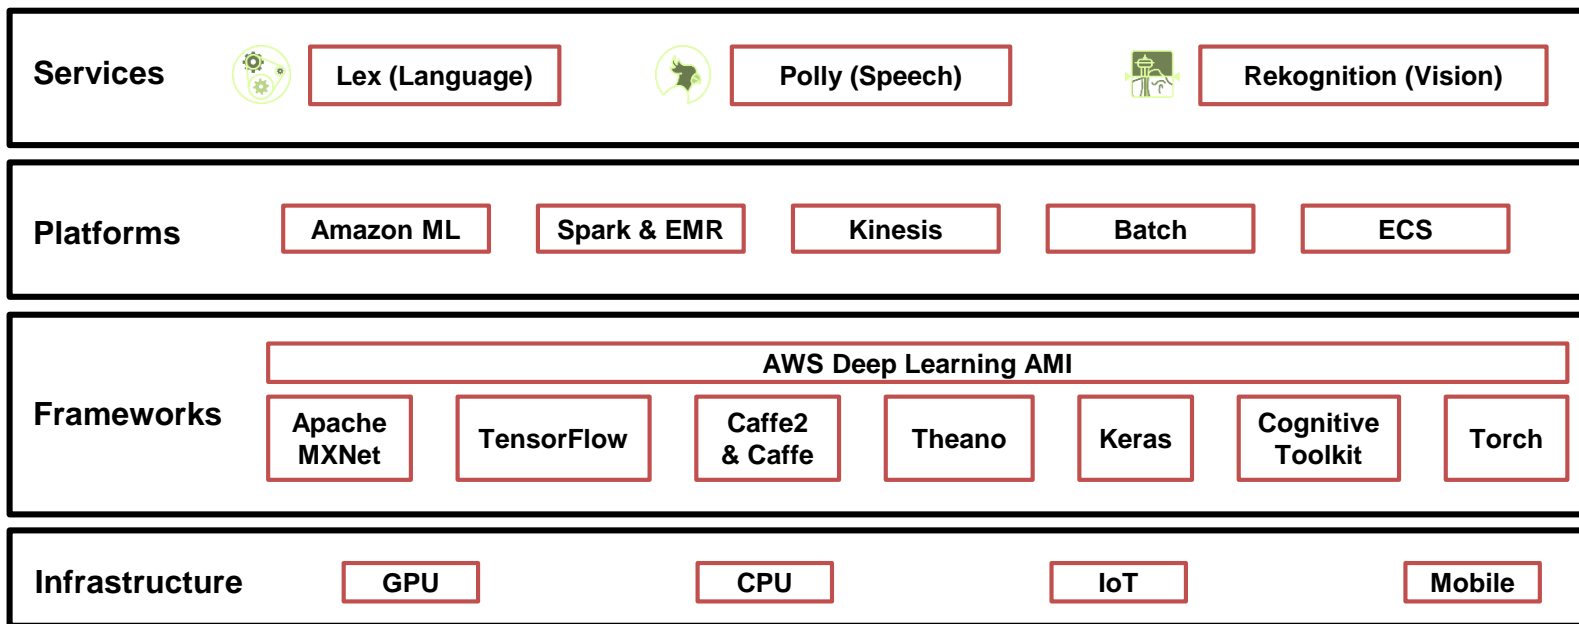 Services
Lex (Language)
Polly (Speech)
Rekognition (Vision)
Platforms
Amazon ML
Spark & EMR
Kinesis
Batch
ECS
Frameworks
AWS Deep Learning AMI
Apache
MXNet
TensorFlow
Caffe2
& Caffe
Theano
Keras
Cognitive
Toolkit
Torch
Infrastructure
GPU
CPU
IoT
Mobile